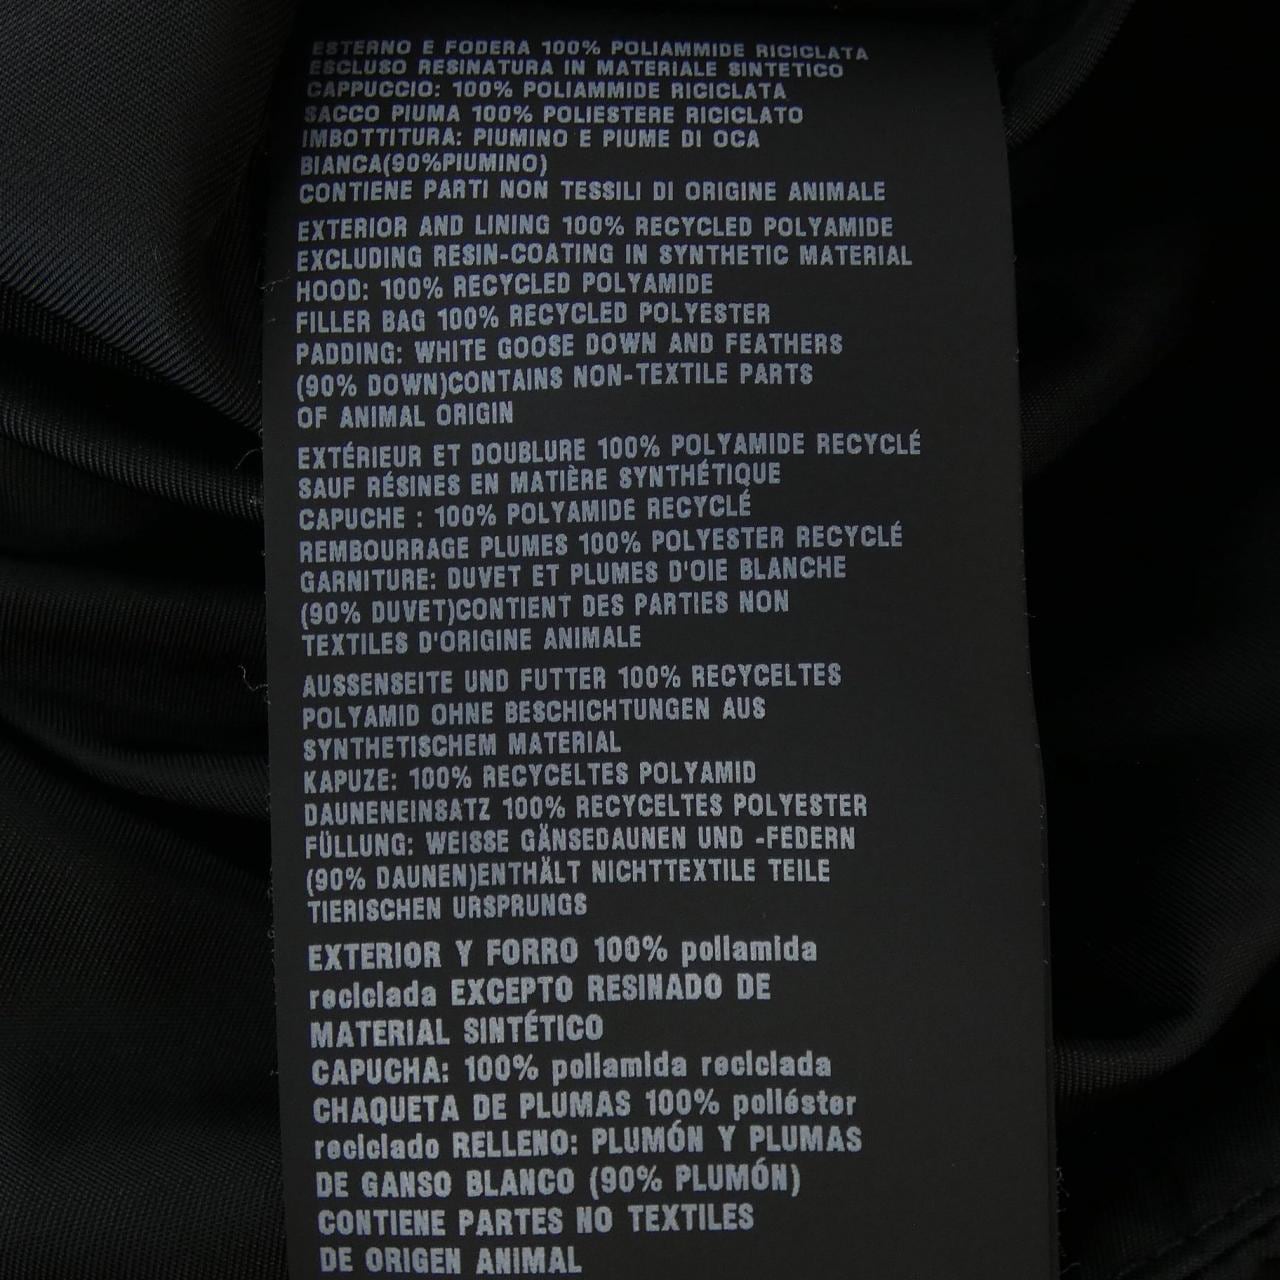 ESTERNO E FODERA 100% POLIAMMIDE RICICLATA
ESCLUSO RESINATURA IN MATERIALE SINTETICO
CAPPUCCIO: 100% POLIAMMIDE RICICLATA
SACCO PIUMA 100% POLIESTERE RICICLATO
IMBOTTITURA: PIUMINO E PIUME DI OCA
BIANCA(90%PIUMINO)
CONTIENE PARTI NON TESSILI DI ORIGINE ANIMALE
EXTERIOR AND LINING 100% RECYCLED POLYAMIDE
EXCLUDING RESIN-COATING IN SYNTHETIC MATERIAL
HOOD: 100% RECYCLED POLYAMIDE
FILLER BAG 100% RECYCLED POLYESTER
PADDING: WHITE GOOSE DOWN AND FEATHERS
(90% DOWN)CONTAINS NON-TEXTILE PARTS
OF ANIMAL ORIGIN
EXTÉRIEUR ET DOUBLURE 100% POLYAMIDE RECYCLÉ
SAUF RÉSINES EN MATIÈRE SYNTHÉTIQUE
CAPUCHE : 100% POLYAMIDE RECYCLÉ
REMBOURRAGE PLUMES 100% POLYESTER RECYCLÉ
GARNITURE: DUVET ET PLUMES D'OIE BLANCHE
(90% DUVET)CONTIENT DES PARTIES NON
TEXTILES D'ORIGINE ANIMALE
AUSSENSEITE UND FUTTER 100% RECYCELTES
POLYAMID OHNE BESCHICHTUNGEN AUS
SYNTHETISCHEM MATERIAL
KAPUZE: 100% RECYCELTES POLYAMID
DAUNENEINSATZ 100% RECYCELTES POLYESTER
FÜLLUNG: WEISSE GÄNSEDAUNEN UND -FEDERN
(90% DAUNEN)ENTHÄLT NICHTTEXTILE TEILE
TIERISCHEN URSPRUNGS
EXTERIOR Y FORRO 100% poliamida
reciclada EXCEPTO RESINADO DE
MATERIAL SINTÉTICO
CAPUCHA: 100% poliamida reciclada
CHAQUETA DE PLUMAS 100% poliéster
reciclado RELLENO: PLUMÓN Y PLUMAS
DE GANSO BLANCO (90% PLUMÓN)
CONTIENE PARTES NO TEXTILES
DE ORIGEN ANIMAL